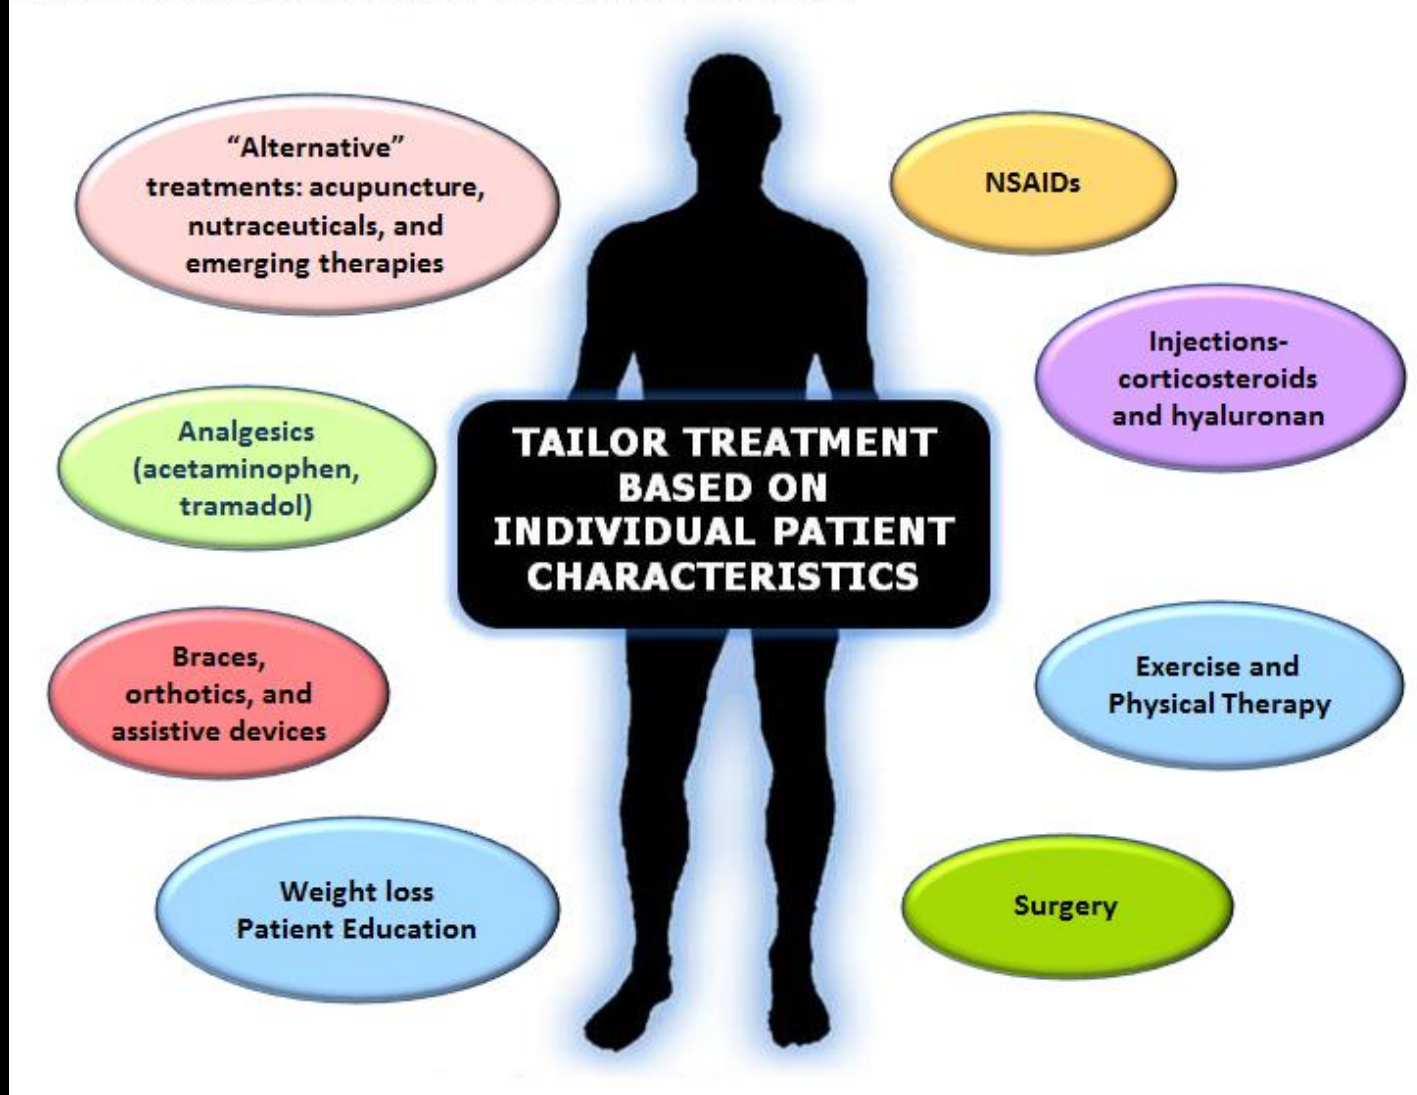 “Alternative”
treatments: acupuncture,
nutraceuticals, and
emerging therapies
NSAIDs
Injections-
corticosteroids
and hyaluronan
Analgesics
(acetaminophen,
tramadol)
TAILOR TREATMENT
BASED ON
INDIVIDUAL PATIENT
CHARACTERISTICS
Braces,
orthotics, and
assistive devices
Exercise and
Physical Therapy
Weight loss
Patient Education
Surgery